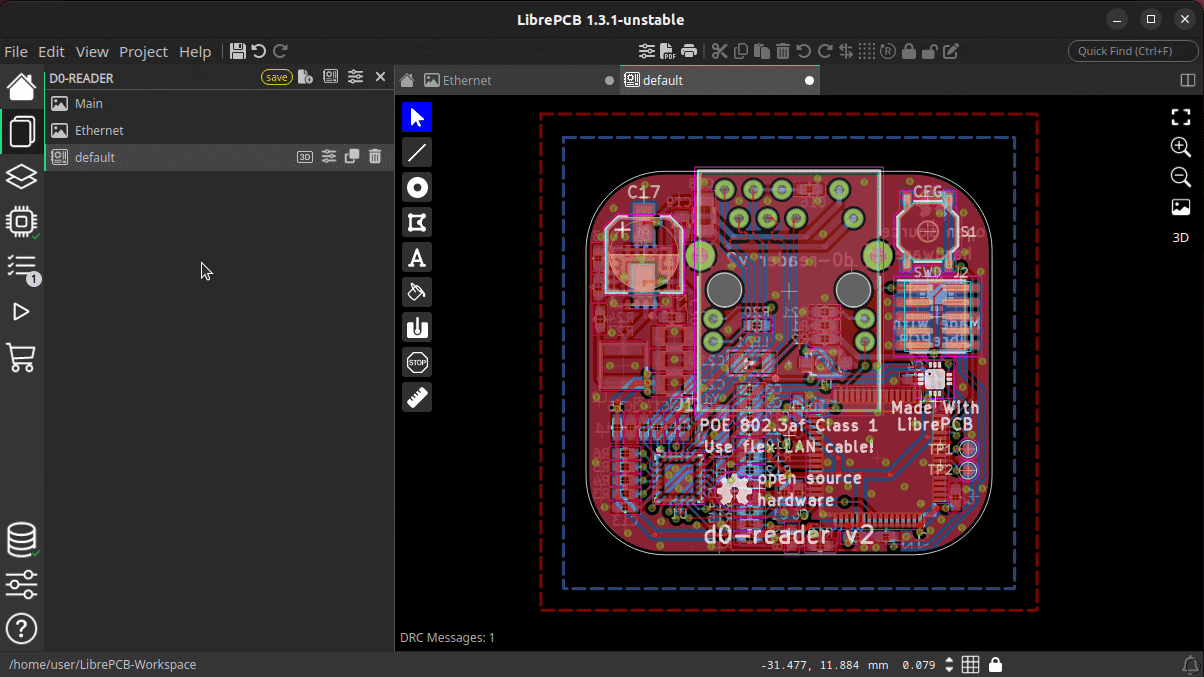 LibrePCB 1.3.1-unstable
File Edit View Project Help
PDF
Quick Find (Ctrl+F)
D0-READER
save
Ethernet
default
Main
Ethernet
default
3D
1
3D
STOP
C17
CFG
S1
SWD J2
J1
POE 802.3af Class 1
Use flex-LAN cable!
Made With
LibrePCB
TP1
TP2
open source
hardware
d0-reader v2
DRC Messages: 1
/home/user/LibrePCB-Workspace
-31.477, 11.884 mm
0.079